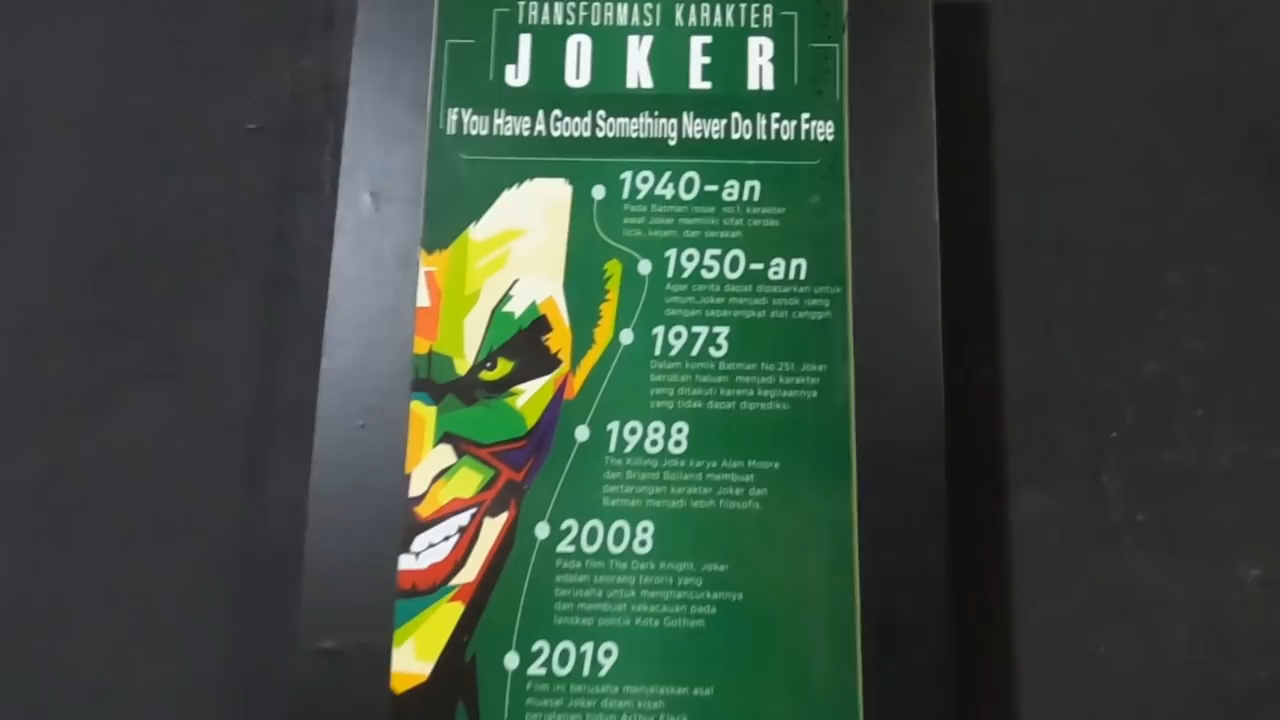 TRANSFORMASI KARAKTER
JOKER
If You Have A Good Something Never Do It For Free
1940-an
Pada Batman issue no.1, karakter
awal Joker memiliki sifat cerdas,
licik, kejam, dan serakah.
1950-an
Agar cerita dapat dipasarkan untuk
umum, Joker menjadi sosok iseng
dengan seperangkat alat canggih.
1973
Dalam komik Batman No.251, Joker
berubah haluan menjadi karakter
yang ditakuti karena kegilaannya
yang tidak dapat diprediksi.
1988
The Killing Joke karya Alan Moore
dan Briand Bolland membuat
pertarungan karakter Joker dan
Batman menjadi lebih filosofis.
2008
Pada film The Dark Knight, Joker
adalah seorang teroris yang
berusaha untuk menghancurkannya
dan membuat kekacauan pada
lanskap politik Kota Gotham
2019
Film ini berusaha menjelaskan asal
muasal Joker dalam kisah
perjalanan hidup Arthur Fleck